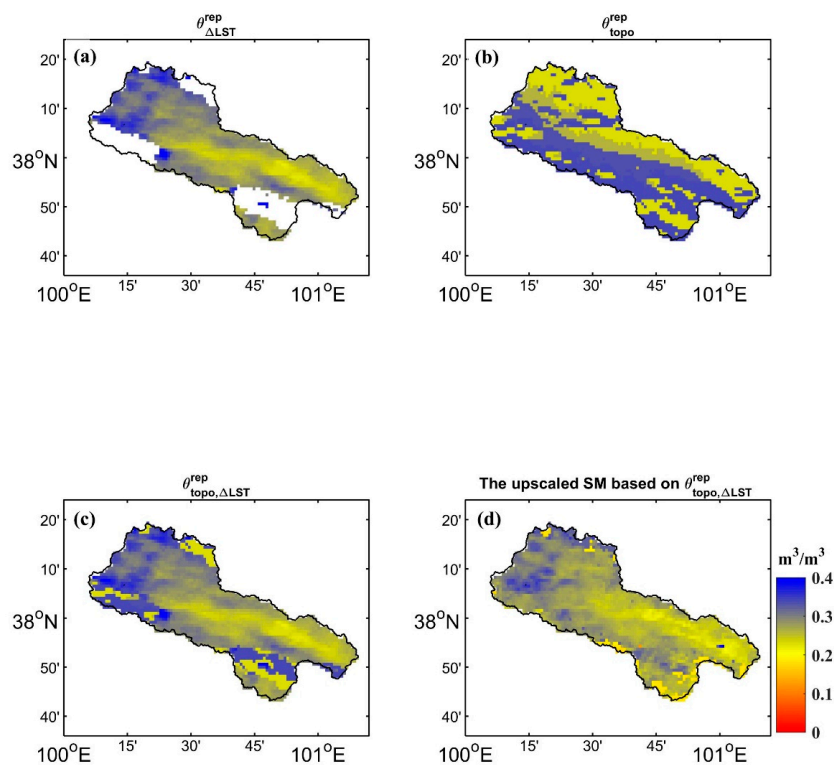 θ^rep_ΔLST
(a)
20'
10'
38°N
50'
40'
100°E 15' 30' 45' 101°E
θ^rep_topo
(b)
20'
10'
38°N
50'
40'
100°E 15' 30' 45' 101°E
θ^rep_topo,ΔLST
(c)
20'
10'
38°N
50'
40'
100°E 15' 30' 45' 101°E
The upscaled SM based on θ^rep_topo,ΔLST
(d)
20'
10'
38°N
50'
40'
100°E 15' 30' 45' 101°E
m³/m³
0.4
0.3
0.2
0.1
0